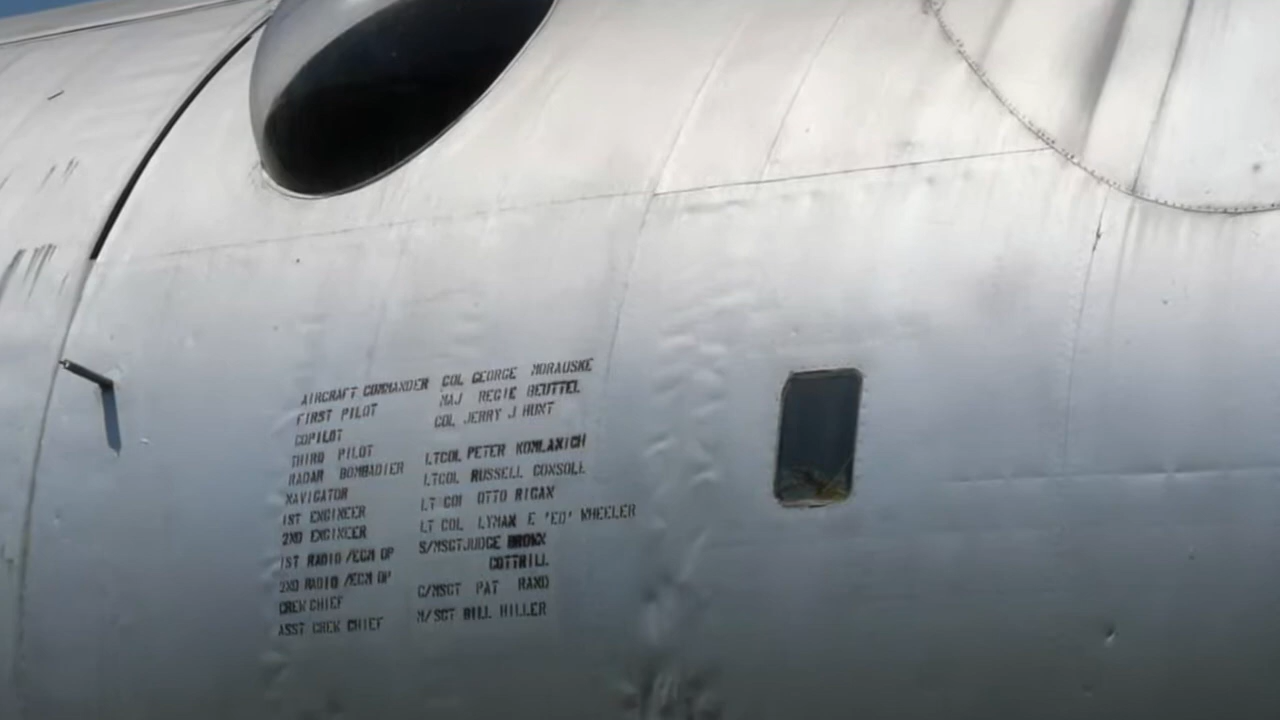 AIRCRAFT COMMANDER COL GEORGE MORAUSKE
FIRST PILOT MAJ REGIE BEUTTEL
COPILOT COL JERRY J HUNT
THIRD PILOT
RADAR BOMBADIER LTCOL PETER KOMLANICH
NAVIGATOR LTCOL RUSSELL CONSOLL
1ST ENGINEER LT COL OTTO RIGAN
2ND ENGINEER LT COL LYMAN E "ED" WHEELER
1ST RADIO/ECM OP S/MSGT JUDGE BROWN
2ND RADIO/ECM OP COTTRILL
CREW CHIEF C/MSGT PAT RAND
ASST CREW CHIEF M/SGT BILL HILLER